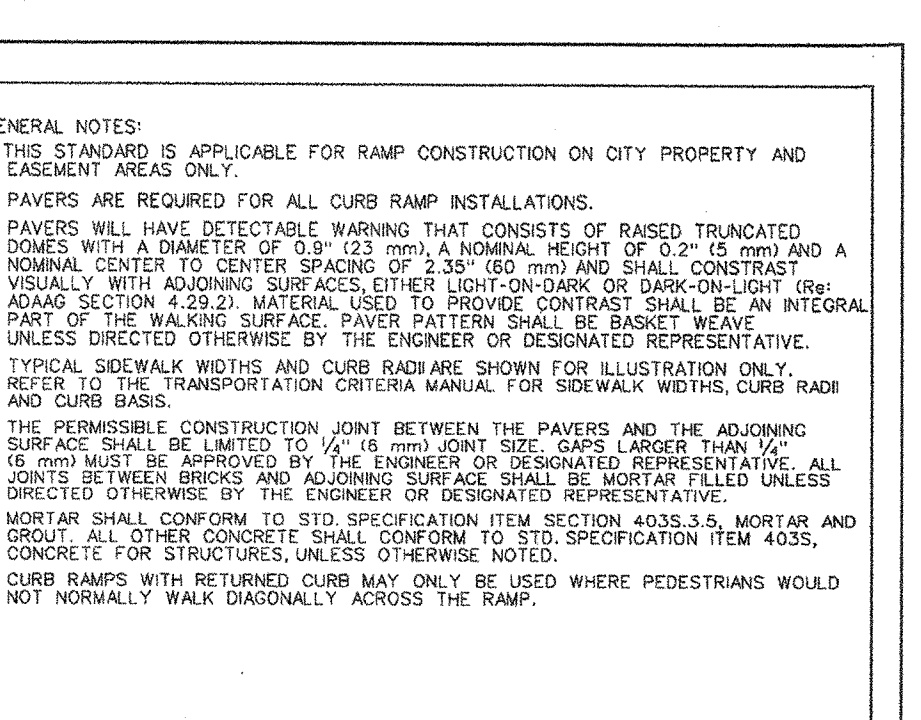 ENERAL NOTES:
THIS STANDARD IS APPLICABLE FOR RAMP CONSTRUCTION ON CITY PROPERTY AND
EASEMENT AREAS ONLY.
PAVERS ARE REQUIRED FOR ALL CURB RAMP INSTALLATIONS.
PAVERS WILL HAVE DETECTABLE WARNING THAT CONSISTS OF RAISED TRUNCATED
DOMES WITH A DIAMETER OF 0.9" (23 mm), A NOMINAL HEIGHT OF 0.2" (5 mm) AND A
NOMINAL CENTER TO CENTER SPACING OF 2.35" (60 mm) AND SHALL CONSTRAST
VISUALLY WITH ADJOINING SURFACES, EITHER LIGHT-ON-DARK OR DARK-ON-LIGHT (Re:
ADAAG SECTION 4.29.2). MATERIAL USED TO PROVIDE CONTRAST SHALL BE AN INTEGRAL
PART OF THE WALKING SURFACE. PAVER PATTERN SHALL BE BASKET WEAVE
UNLESS DIRECTED OTHERWISE BY THE ENGINEER OR DESIGNATED REPRESENTATIVE.
TYPICAL SIDEWALK WIDTHS AND CURB RADII ARE SHOWN FOR ILLUSTRATION ONLY.
REFER TO THE TRANSPORTATION CRITERIA MANUAL FOR SIDEWALK WIDTHS, CURB RADII
AND CURB BASIS.
THE PERMISSIBLE CONSTRUCTION JOINT BETWEEN THE PAVERS AND THE ADJOINING
SURFACE SHALL BE LIMITED TO 1/4" (6 mm) JOINT SIZE. GAPS LARGER THAN 1/4"
(6 mm) MUST BE APPROVED BY THE ENGINEER OR DESIGNATED REPRESENTATIVE. ALL
JOINTS BETWEEN BRICKS AND ADJOINING SURFACE SHALL BE MORTAR FILLED UNLESS
DIRECTED OTHERWISE BY THE ENGINEER OR DESIGNATED REPRESENTATIVE.
MORTAR SHALL CONFORM TO STD. SPECIFICATION ITEM SECTION 403S.3.5, MORTAR AND
GROUT. ALL OTHER CONCRETE SHALL CONFORM TO STD. SPECIFICATION ITEM 403S,
CONCRETE FOR STRUCTURES, UNLESS OTHERWISE NOTED.
CURB RAMPS WITH RETURNED CURB MAY ONLY BE USED WHERE PEDESTRIANS WOULD
NOT NORMALLY WALK DIAGONALLY ACROSS THE RAMP.